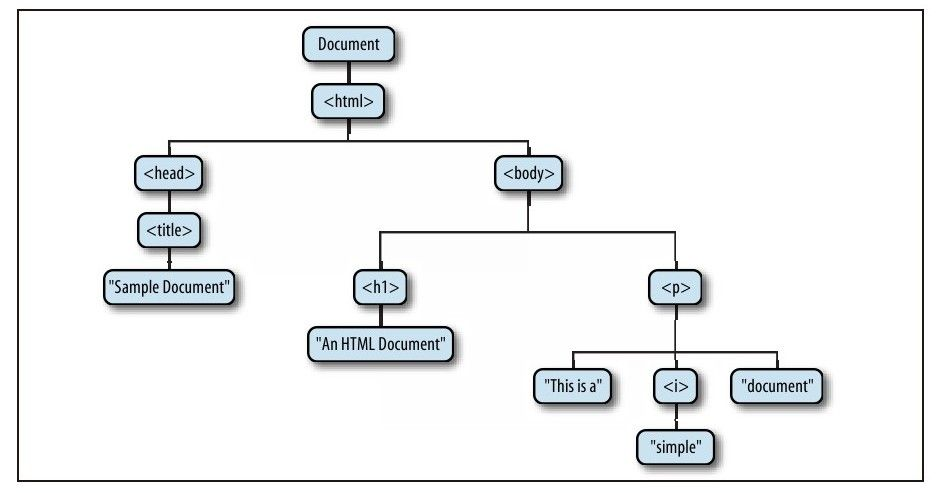 Document
<html>
<head>
<body>
<title>
"Sample Document"
<h1>
<p>
"An HTML Document"
"This is a"
<i>
"document"
"simple"